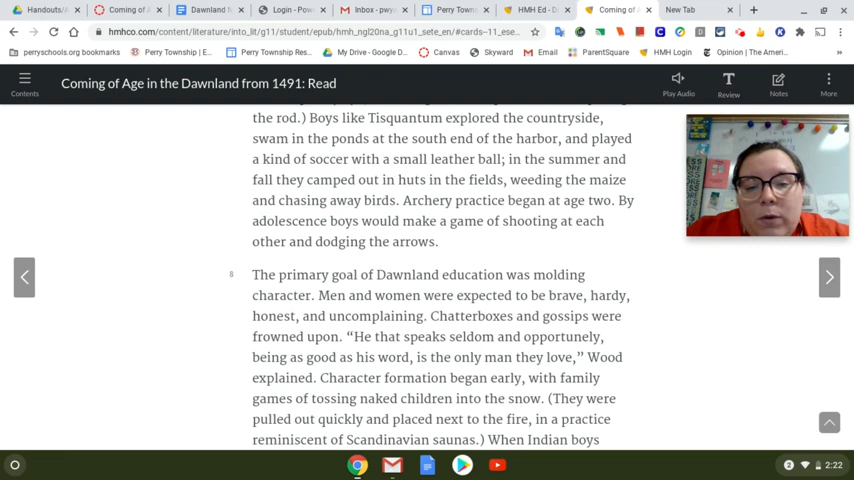 Handouts/A
Coming of A
Dawnland N
Login - Pow
Inbox - pwy
Perry Town
HMH Ed - D
Coming of A
New Tab
hmhco.com/content/literature/into_lit/g11/student/epub/hmh_ngl20na_g11u1_sete_en/#cards--11_ese
perryschools.org bookmarks
Perry Township | E...
Perry Township Res...
My Drive - Google D...
Canvas
Skyward
Email
ParentSquare
HMH Login
Opinion | The Ameri...
Contents
Coming of Age in the Dawnland from 1491: Read
Play Audio
Review
Notes
More
the rod.) Boys like Tisquantum explored the countryside,
swam in the ponds at the south end of the harbor, and played
a kind of soccer with a small leather ball; in the summer and
fall they camped out in huts in the fields, weeding the maize
and chasing away birds. Archery practice began at age two. By
adolescence boys would make a game of shooting at each
other and dodging the arrows.
8 The primary goal of Dawnland education was molding
character. Men and women were expected to be brave, hardy,
honest, and uncomplaining. Chatterboxes and gossips were
frowned upon. “He that speaks seldom and opportunely,
being as good as his word, is the only man they love,” Wood
explained. Character formation began early, with family
games of tossing naked children into the snow. (They were
pulled out quickly and placed next to the fire, in a practice
reminiscent of Scandinavian saunas.) When Indian boys
2
2:22